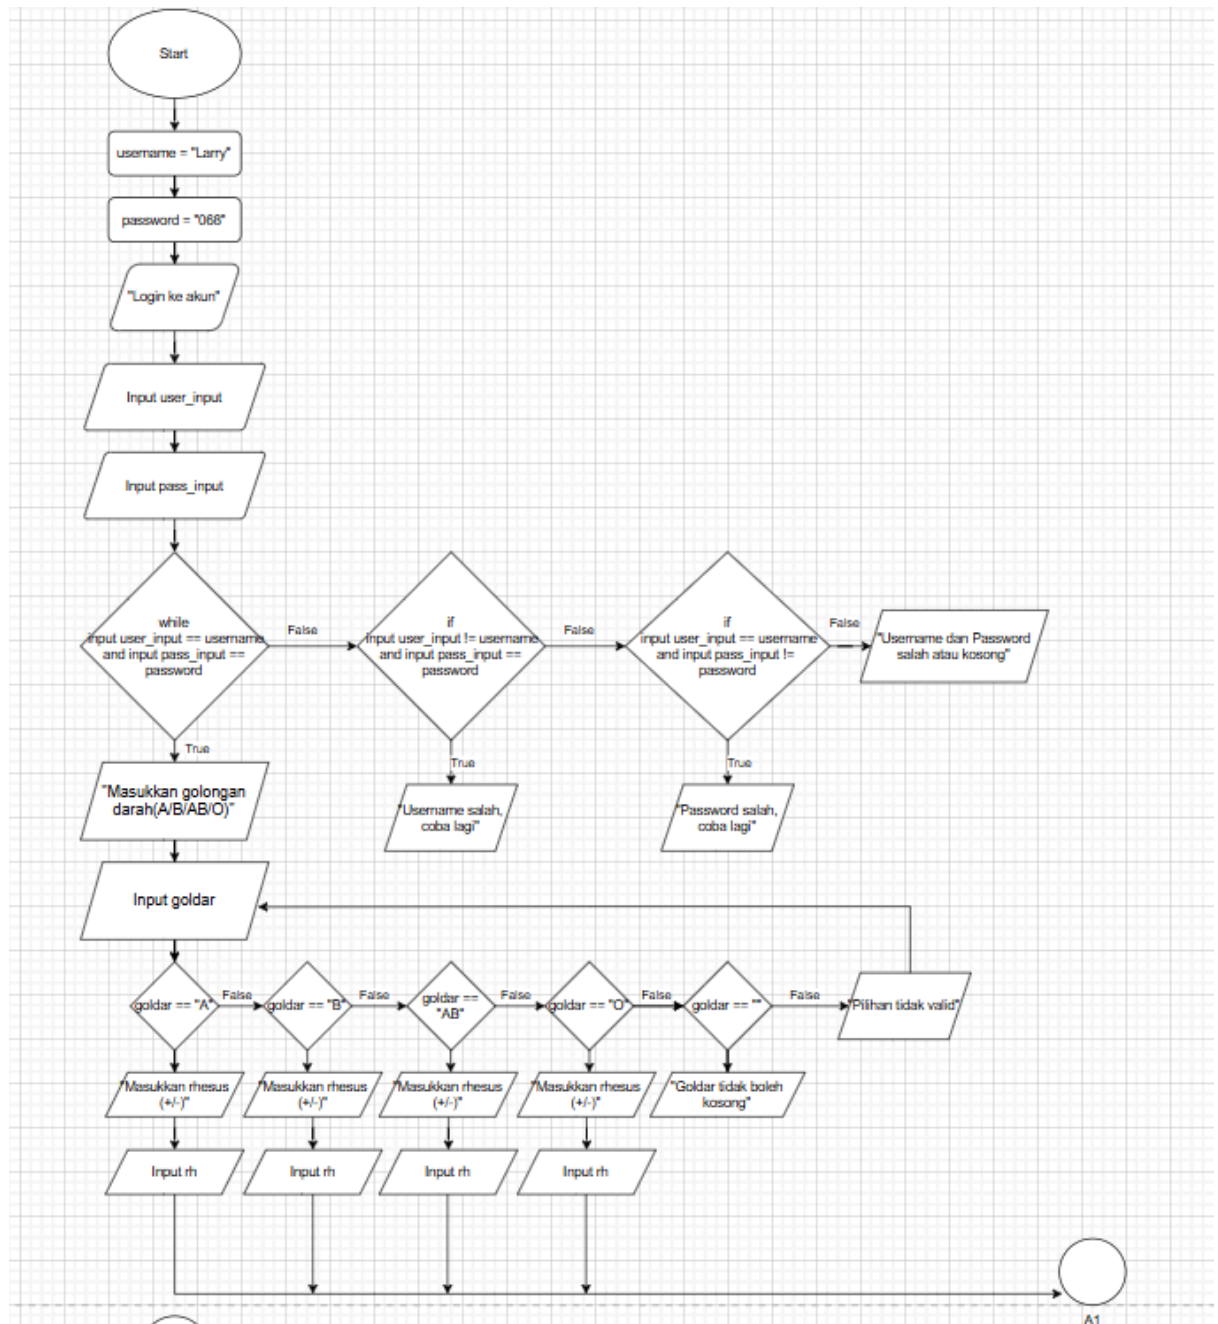 Start
username = "Larry"
password = "068"
"Login ke akun"
Input user_input
Input pass_input
while
input user_input == username
and input pass_input ==
password
False
if
input user_input != username
and input pass_input ==
password
False
if
input user_input == username
and input pass_input !=
password
False
"Username dan Password
salah atau kosong"
True
True
True
"Masukkan golongan
darah(A/B/AB/O)"
"Username salah,
coba lagi"
"Password salah,
coba lagi"
Input goldar
goldar == "A"
False
goldar == "B"
False
goldar ==
"AB"
False
goldar == "O"
False
goldar == ""
False
"Pilihan tidak valid"
"Masukkan rhesus
(+/-)"
"Masukkan rhesus
(+/-)"
"Masukkan rhesus
(+/-)"
"Masukkan rhesus
(+/-)"
"Goldar tidak boleh
kosong"
Input rh
Input rh
Input rh
Input rh
A1